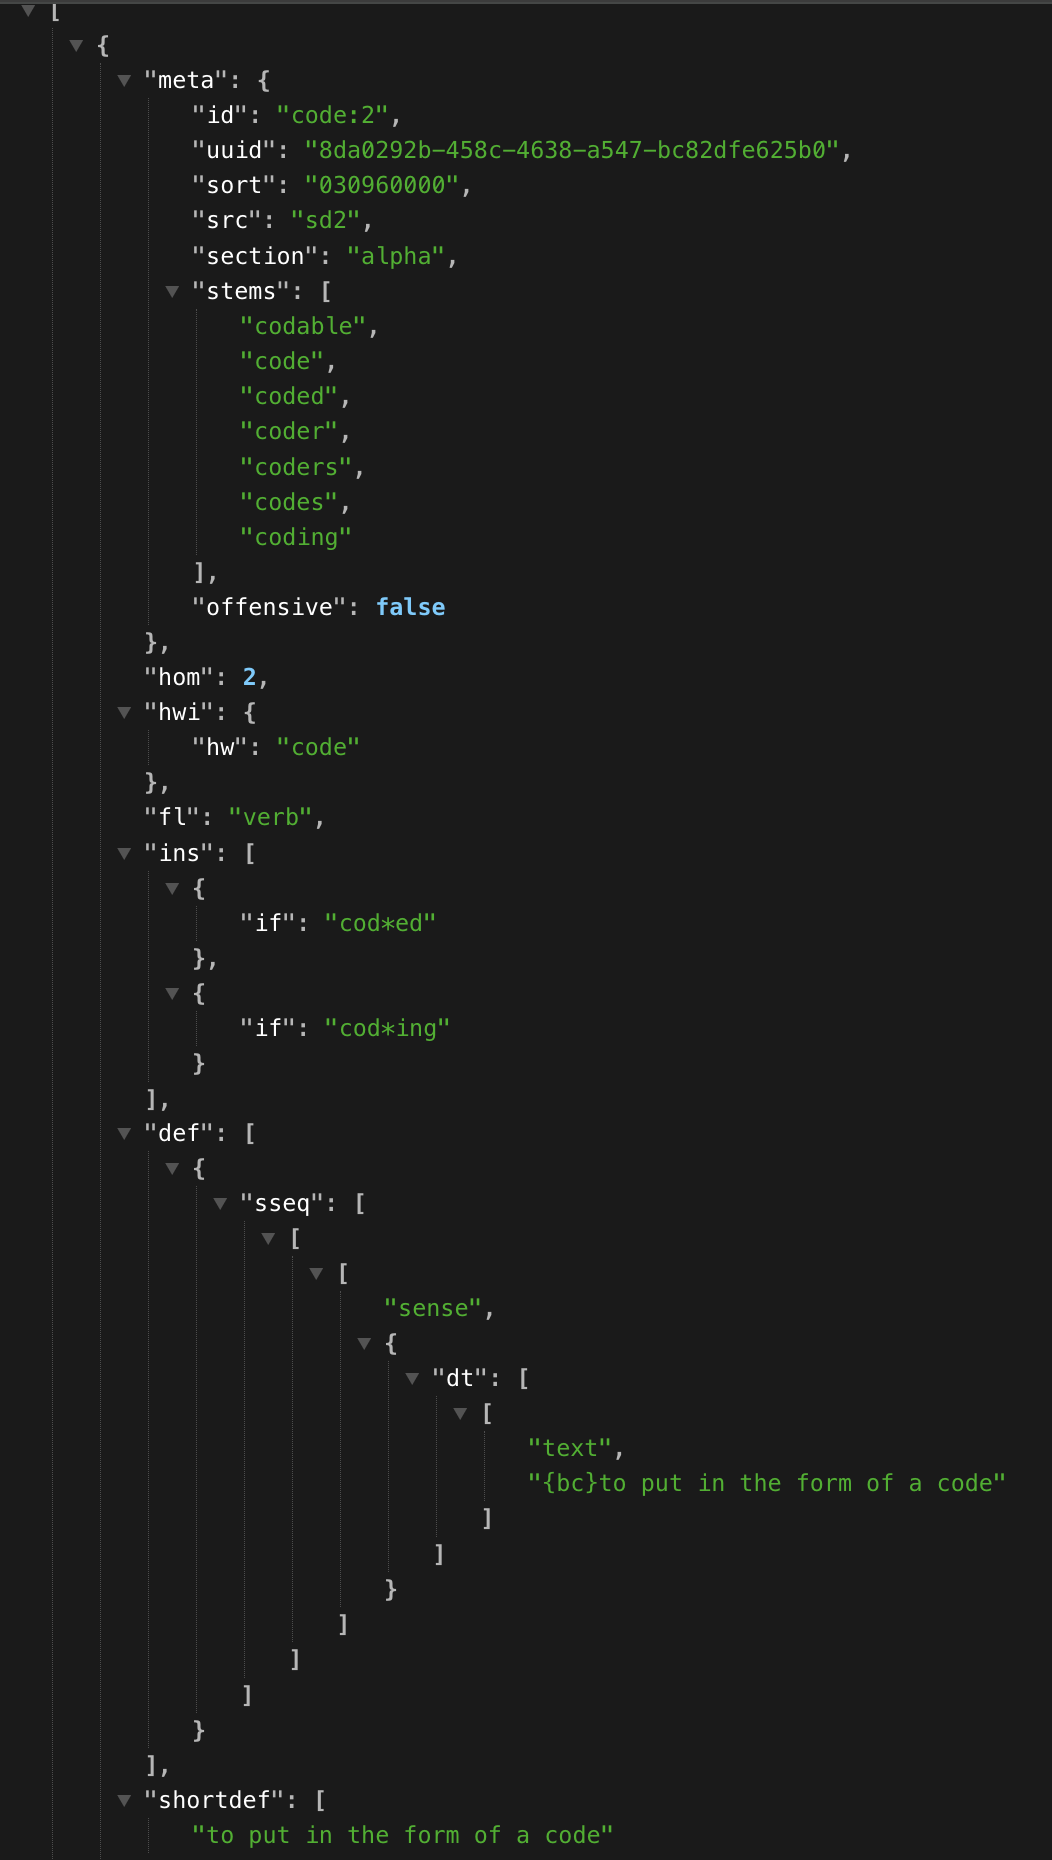 [
{
"meta": {
"id": "code:2",
"uuid": "8da0292b-458c-4638-a547-bc82dfe625b0",
"sort": "030960000",
"src": "sd2",
"section": "alpha",
"stems": [
"codable",
"code",
"coded",
"coder",
"coders",
"codes",
"coding"
],
"offensive": false
},
"hom": 2,
"hwi": {
"hw": "code"
},
"fl": "verb",
"ins": [
{
"if": "cod*ed"
},
{
"if": "cod*ing"
}
],
"def": [
{
"sseq": [
[
[
"sense",
{
"dt": [
[
"text",
"{bc}to put in the form of a code"
]
]
}
]
]
]
}
],
"shortdef": [
"to put in the form of a code"